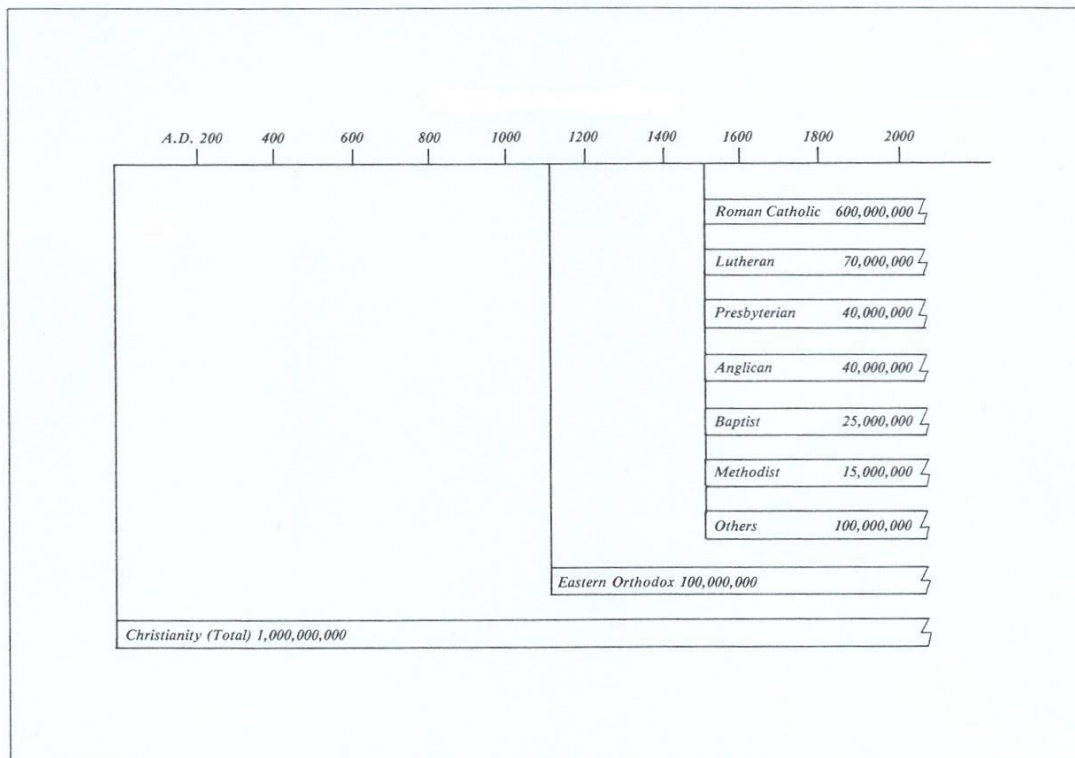 A.D. 200 400 600 800 1000 1200 1400 1600 1800 2000
Roman Catholic 600,000,000
Lutheran 70,000,000
Presbyterian 40,000,000
Anglican 40,000,000
Baptist 25,000,000
Methodist 15,000,000
Others 100,000,000
Eastern Orthodox 100,000,000
Christianity (Total) 1,000,000,000